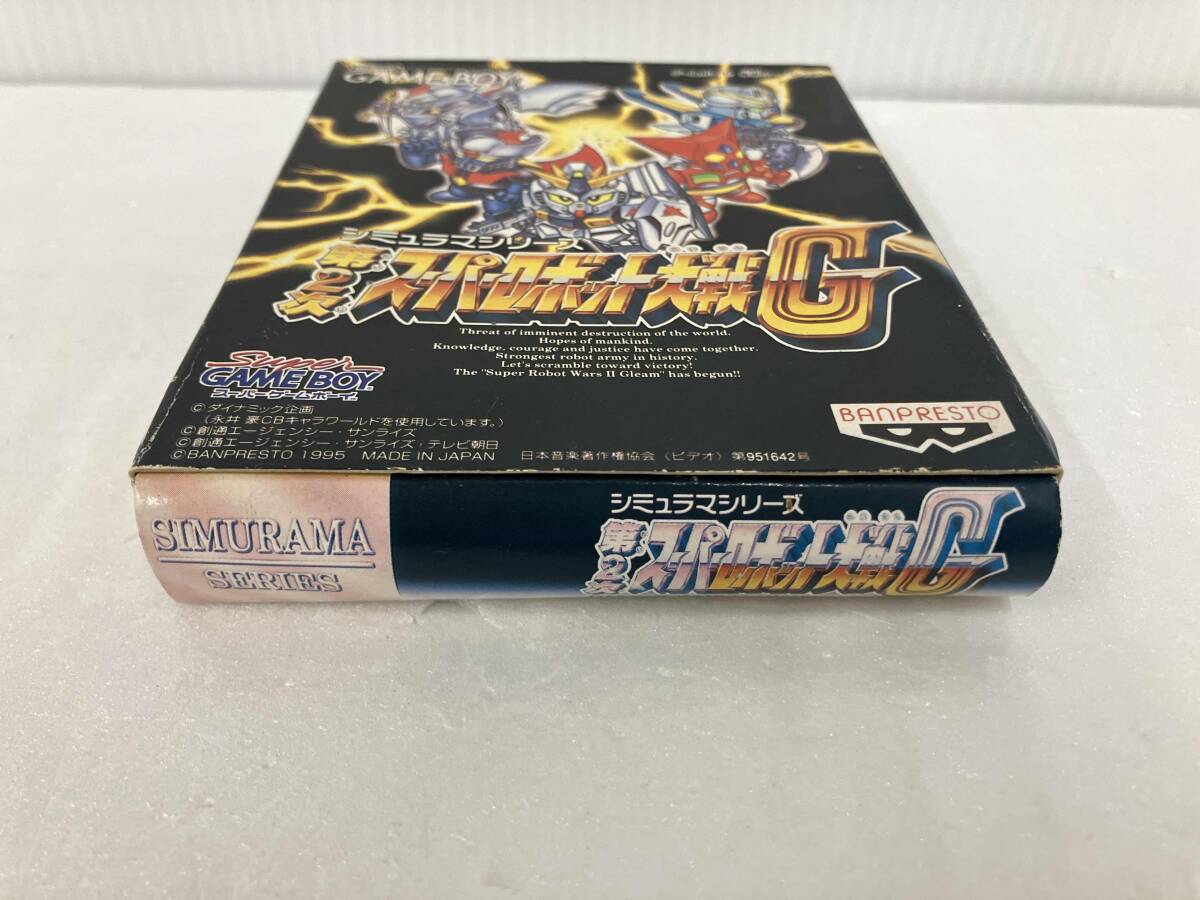 GAME BOY
シミュラマシリーズ
第2次
スーパーロボット大戦G
Threat of imminent destruction of the world.
Hopes of mankind.
Knowledge, courage and justice have come together.
Strongest robot army in history.
Let's scramble toward victory!
The "Super Robot Wars II Gleam" has begun!!
Super
GAME BOY
スーパーゲームボーイ
BANPRESTO
©ダイナミック企画
(永井 豪CBキャラワールドを使用しています。)
©創通エージェンシー・サンライズ
©創通エージェンシー・サンライズ・テレビ朝日
©BANPRESTO 1995 MADE IN JAPAN 日本音楽著作権協会〈ビデオ〉第951642号
SIMURAMA
SERIES
シミュラマシリーズ
第2次
スーパーロボット大戦G